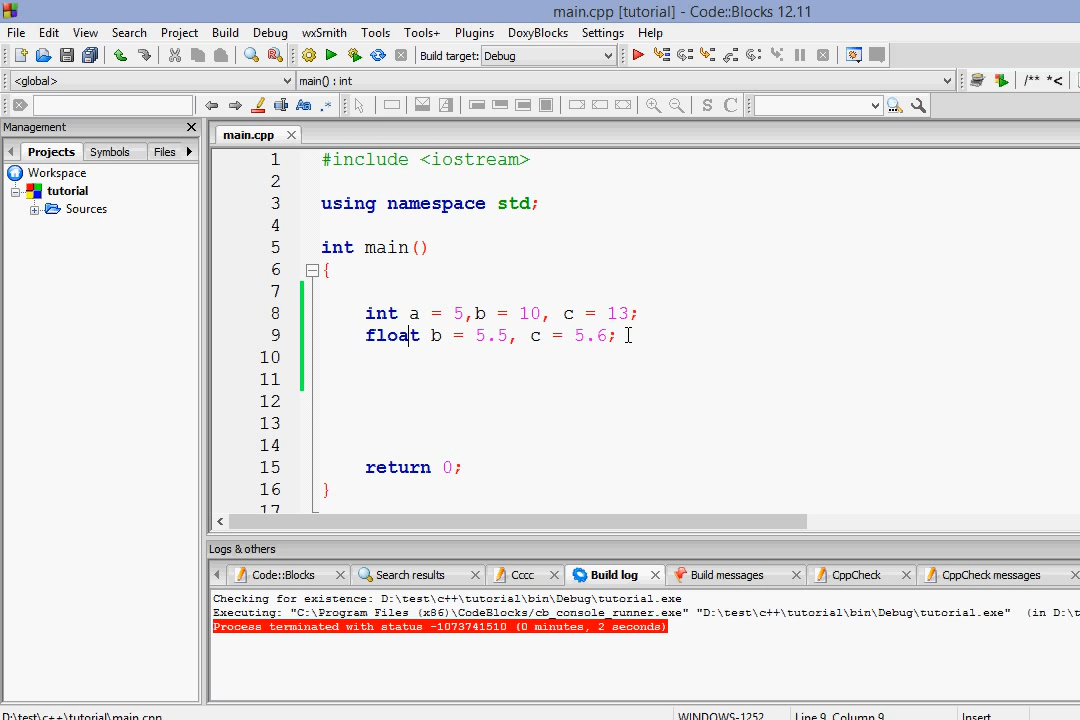 main.cpp [tutorial] - Code::Blocks 12.11
File Edit View Search Project Build Debug wxSmith Tools Tools+ Plugins DoxyBlocks Settings Help
Build target: Debug
<global> main() : int /** *<
Aa .* S C
Management
main.cpp
Projects Symbols Files
Workspace
tutorial
Sources
1 #include <iostream>
2
3 using namespace std;
4
5 int main()
6 {
7
8 int a = 5,b = 10, c = 13;
9 float b = 5.5, c = 5.6;
10
11
12
13
14
15 return 0;
16 }
17
Logs & others
Code::Blocks Search results Cccc Build log Build messages CppCheck CppCheck messages
Checking for existence: D:\test\c++\tutorial\bin\Debug\tutorial.exe
Executing: "C:\Program Files (x86)\CodeBlocks/cb_console_runner.exe" "D:\test\c++\tutorial\bin\Debug\tutorial.exe" (in D:\t
Process terminated with status -1073741510 (0 minutes, 2 seconds)
D:\test\c++\tutorial\main.cpp WINDOWS-1252 Line 9, Column 9 Insert